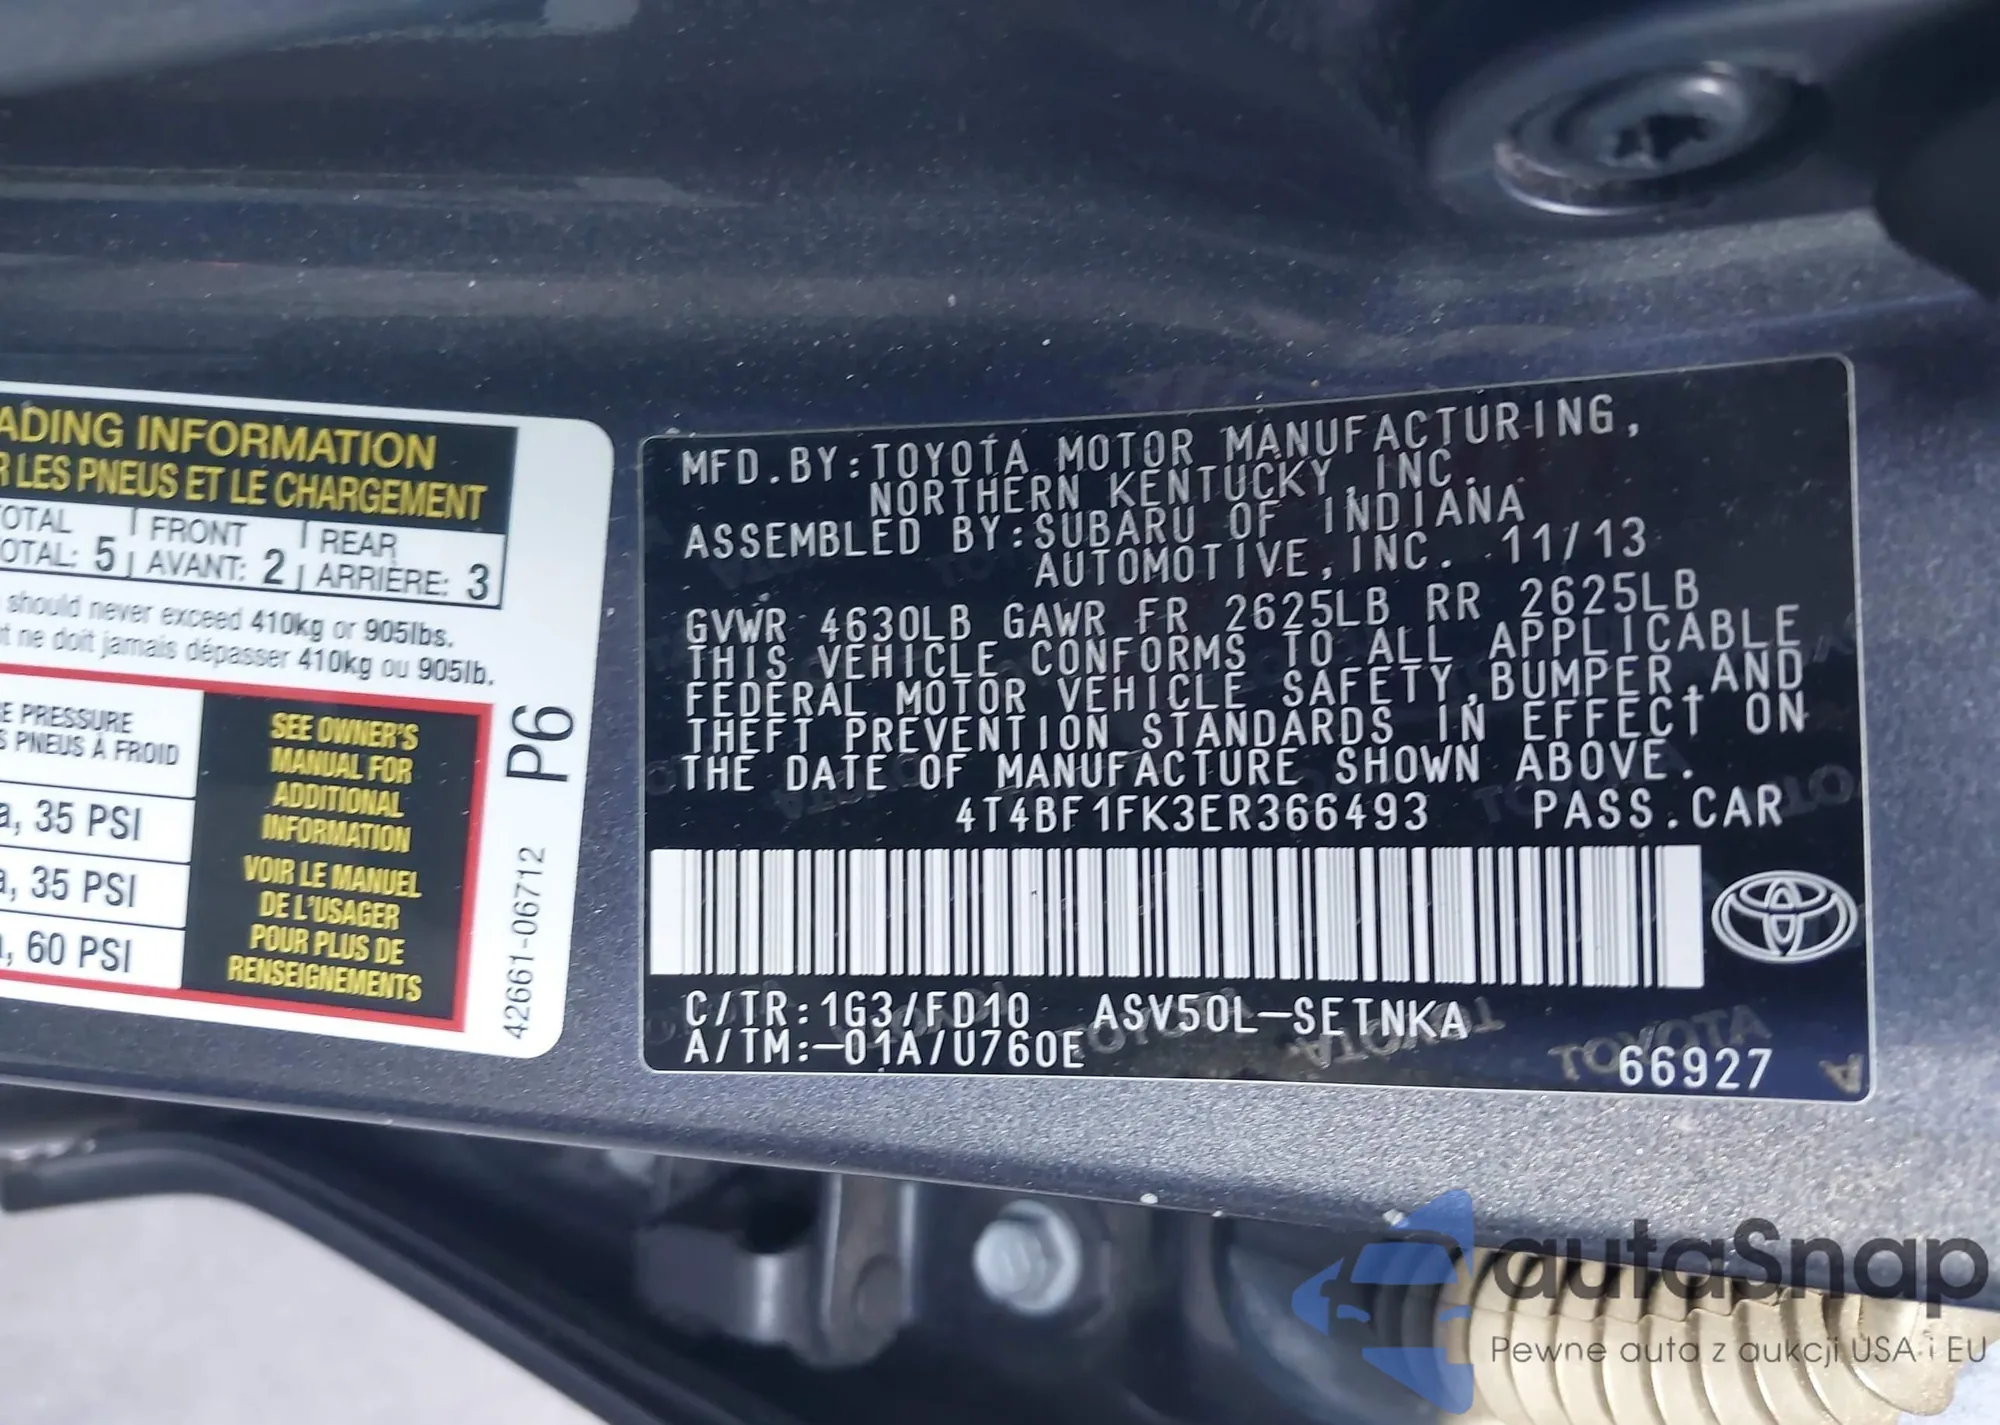 ADING INFORMATION
R LES PNEUS ET LE CHARGEMENT
OTAL | FRONT | REAR
OTAL: 5 | AVANT: 2 | ARRIÈRE: 3
should never exceed 410kg or 905lbs.
t ne doit jamais dépasser 410kg ou 905lb.
E PRESSURE
S PNEUS À FROID
a, 35 PSI
a, 35 PSI
a, 60 PSI
SEE OWNER'S
MANUAL FOR
ADDITIONAL
INFORMATION
VOIR LE MANUEL
DE L'USAGER
POUR PLUS DE
RENSEIGNEMENTS
P6
42661-06712
MFD.BY:TOYOTA MOTOR MANUFACTURING,
NORTHERN KENTUCKY,INC.
ASSEMBLED BY:SUBARU OF INDIANA
AUTOMOTIVE,INC. 11/13
GVWR 4630LB GAWR FR 2625LB RR 2625LB
THIS VEHICLE CONFORMS TO ALL APPLICABLE
FEDERAL MOTOR VEHICLE SAFETY,BUMPER,AND
THEFT PREVENTION STANDARDS IN EFFECT ON
THE DATE OF MANUFACTURE SHOWN ABOVE.
4T4BF1FK3ER366493 PASS.CAR
C/TR:1G3/FD10 ASV50L-SETNKA
A/TM:-01A/U760E
66927
autaSnap
Pewne auta z aukcji USA i EU